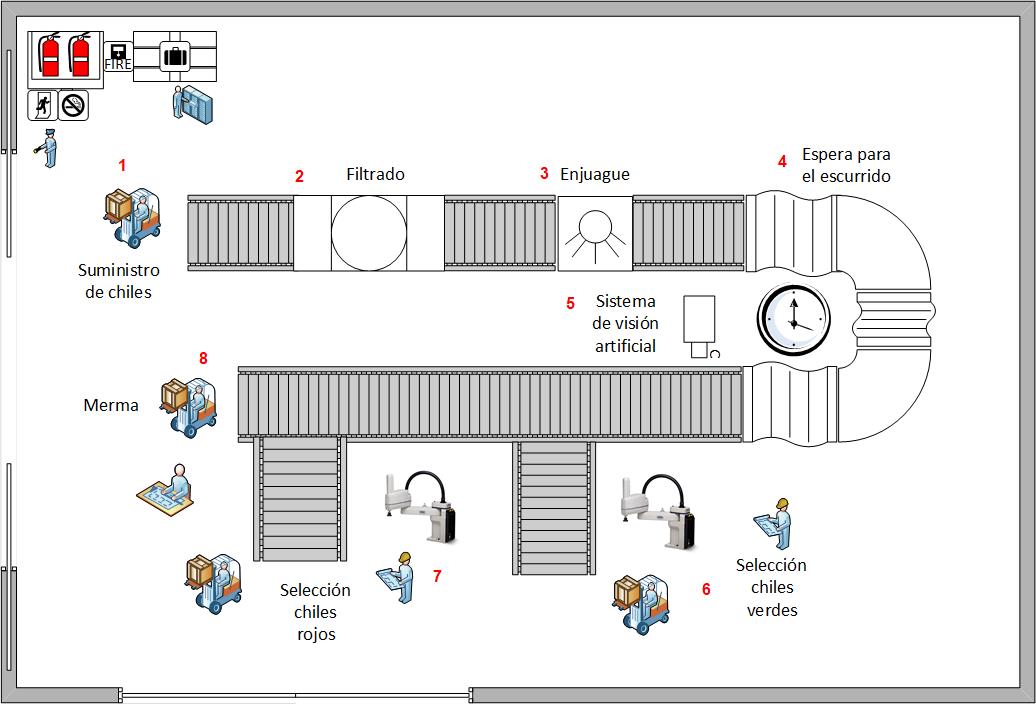 FIRE
1
2
Filtrado
3
Enjuague
4
Espera para
el escurrido
Suministro
de chiles
5
Sistema
de visión
artificial
8
Merma
Selección
chiles
rojos
7
6
Selección
chiles
verdes